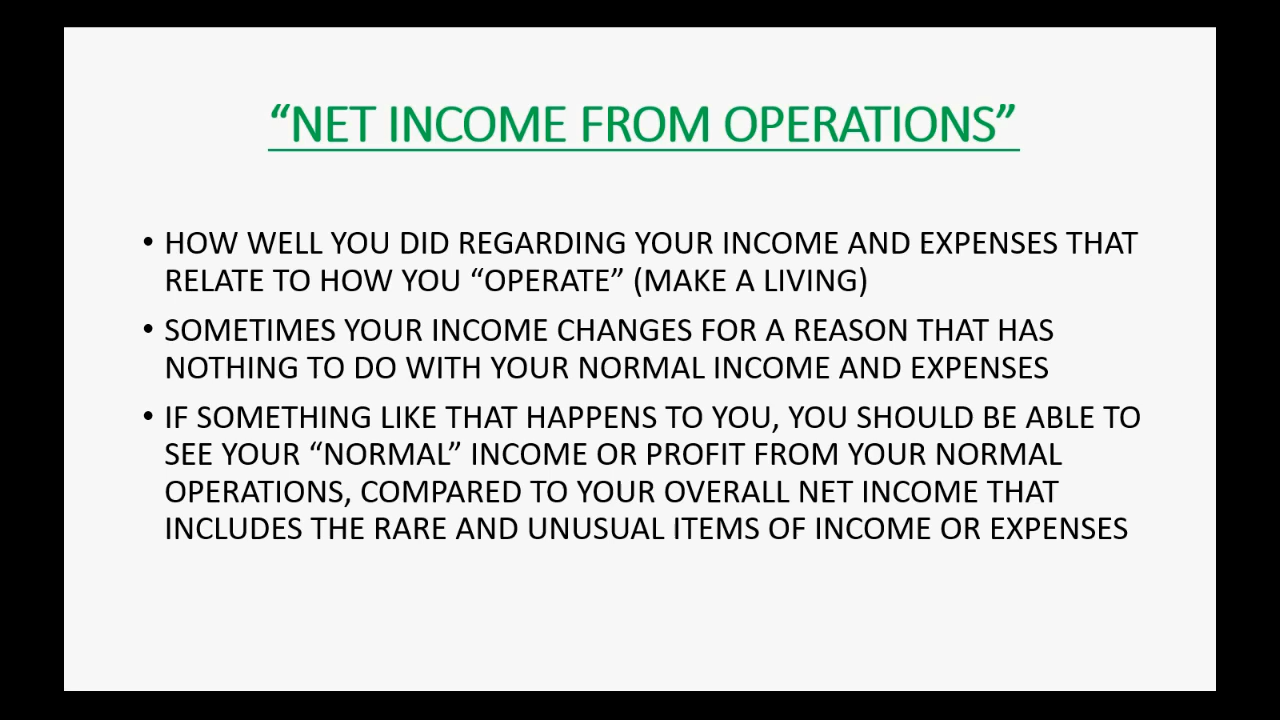 “NET INCOME FROM OPERATIONS”
• HOW WELL YOU DID REGARDING YOUR INCOME AND EXPENSES THAT
RELATE TO HOW YOU “OPERATE” (MAKE A LIVING)
• SOMETIMES YOUR INCOME CHANGES FOR A REASON THAT HAS
NOTHING TO DO WITH YOUR NORMAL INCOME AND EXPENSES
• IF SOMETHING LIKE THAT HAPPENS TO YOU, YOU SHOULD BE ABLE TO
SEE YOUR “NORMAL” INCOME OR PROFIT FROM YOUR NORMAL
OPERATIONS, COMPARED TO YOUR OVERALL NET INCOME THAT
INCLUDES THE RARE AND UNUSUAL ITEMS OF INCOME OR EXPENSES